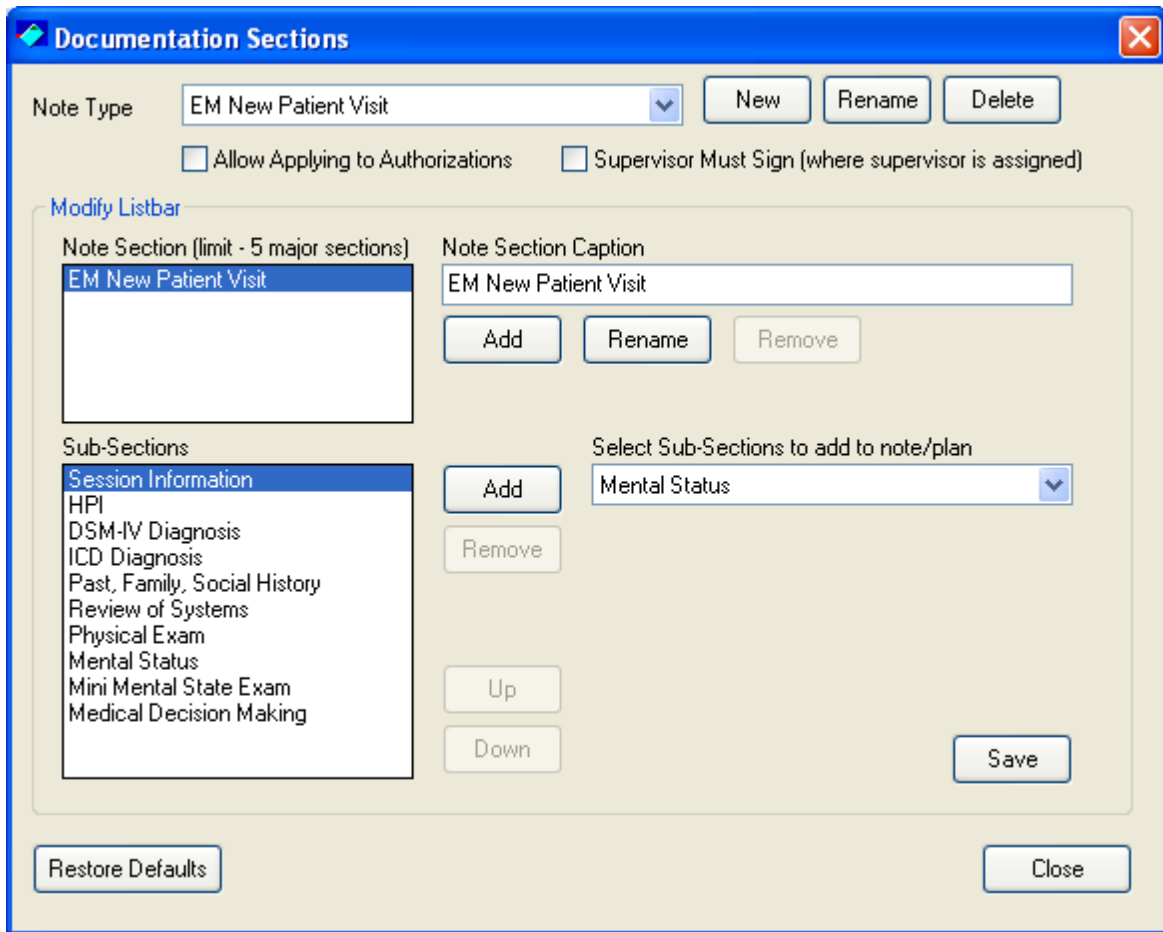 Documentation Sections
Note Type EM New Patient Visit New Rename Delete
Allow Applying to Authorizations Supervisor Must Sign (where supervisor is assigned)
Modify Listbar
Note Section (limit - 5 major sections) Note Section Caption
EM New Patient Visit EM New Patient Visit
Add Rename Remove
Sub-Sections Select Sub-Sections to add to note/plan
Session Information Add Mental Status
HPI
DSM-IV Diagnosis
ICD Diagnosis Remove
Past, Family, Social History
Review of Systems
Physical Exam
Mental Status
Mini Mental State Exam Up
Medical Decision Making
Down Save
Restore Defaults Close